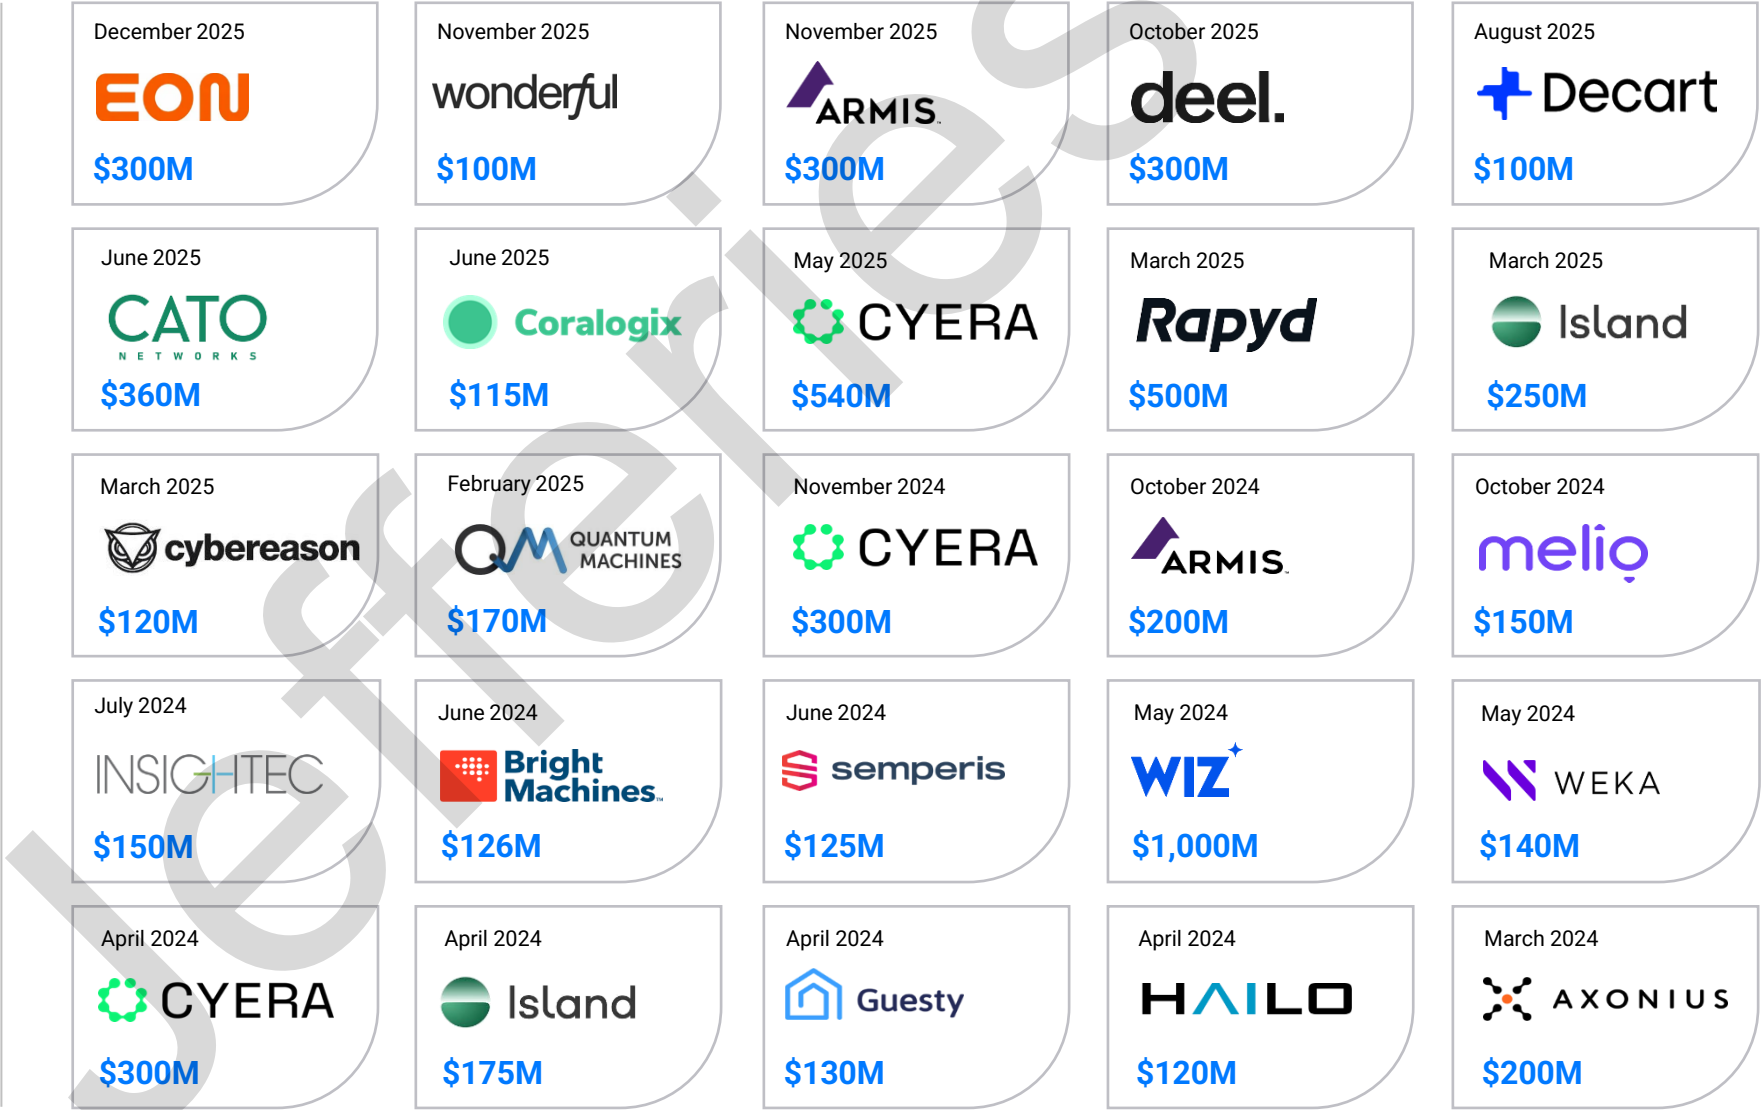 December 2025
EON
$300M
November 2025
wonderful
$100M
November 2025
ARMIS™
$300M
October 2025
deel.
$300M
August 2025
Decart
$100M
June 2025
CATO
NETWORKS
$360M
June 2025
Coralogix
$115M
May 2025
CYERA
$540M
March 2025
Rapyd
$500M
March 2025
Island
$250M
March 2025
cybereason
$120M
February 2025
QM QUANTUM
MACHINES
$170M
November 2024
CYERA
$300M
October 2024
ARMIS™
$200M
October 2024
melio
$150M
July 2024
INSIGHTEC
$150M
June 2024
Bright
Machines™
$126M
June 2024
semperis
$125M
May 2024
WIZ
$1,000M
May 2024
WEKA
$140M
April 2024
CYERA
$300M
April 2024
Island
$175M
April 2024
Guesty
$130M
April 2024
HAILO
$120M
March 2024
AXONIUS
$200M
Jefferies